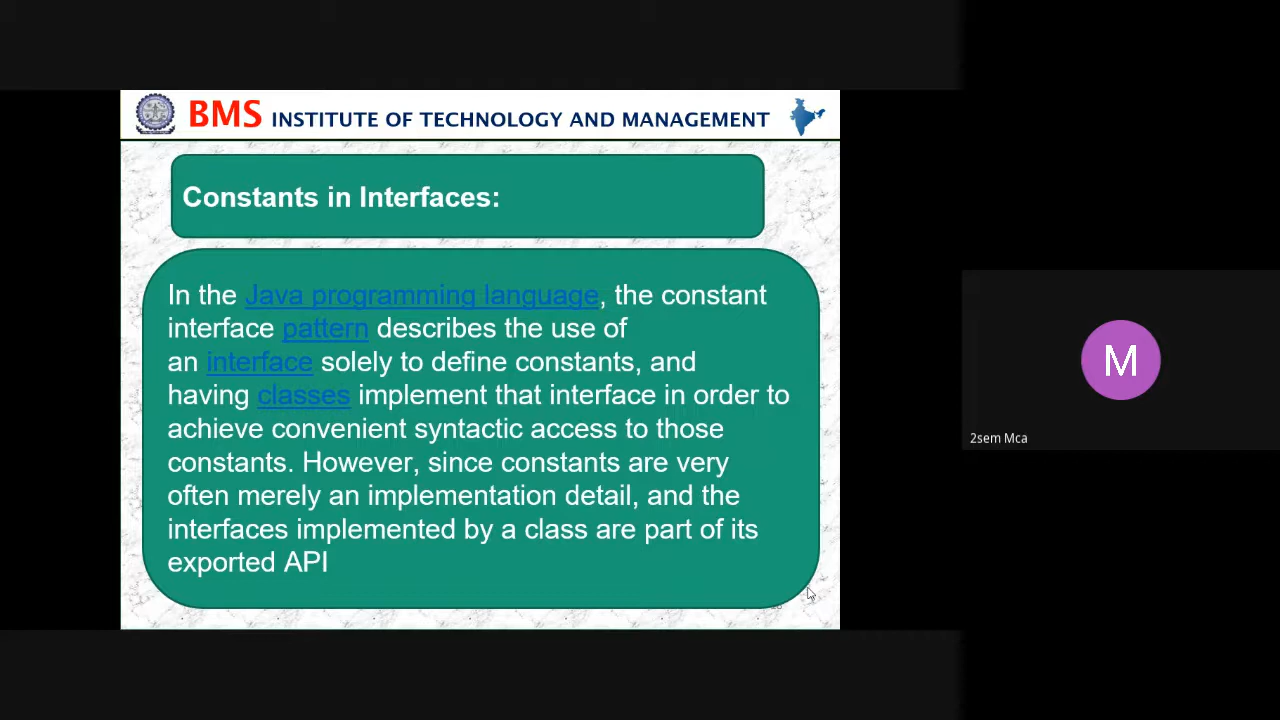 BMS INSTITUTE OF TECHNOLOGY AND MANAGEMENT
Constants in Interfaces:
In the Java programming language, the constant
interface pattern describes the use of
an interface solely to define constants, and
having classes implement that interface in order to
achieve convenient syntactic access to those
constants. However, since constants are very
often merely an implementation detail, and the
interfaces implemented by a class are part of its
exported API
M
2sem Mca